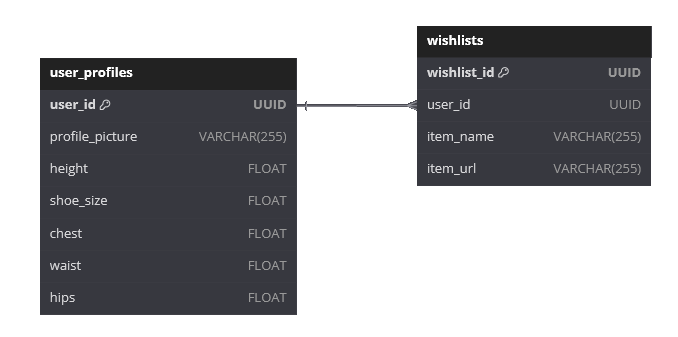 user_profiles
user_id UUID
profile_picture VARCHAR(255)
height FLOAT
shoe_size FLOAT
chest FLOAT
waist FLOAT
hips FLOAT
wishlists
wishlist_id UUID
user_id UUID
item_name VARCHAR(255)
item_url VARCHAR(255)